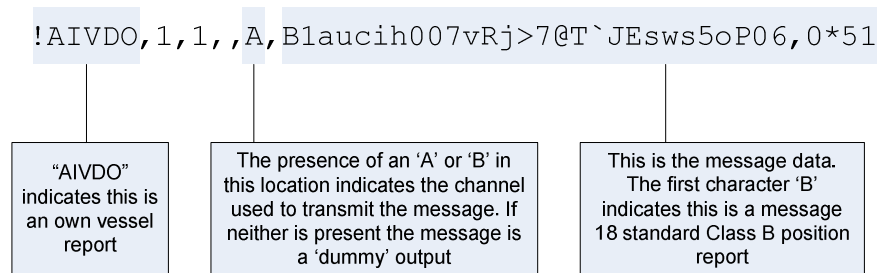 !AIVDO,1,1,,A,B1aucih007vRj>7@T`JEsws5oP06,0*51
“AIVDO”
indicates this is
an own vessel
report
The presence of an ‘A’ or ‘B’ in
this location indicates the channel
used to transmit the message. If
neither is present the message is
a ‘dummy’ output
This is the message data.
The first character ‘B’
indicates this is a message
18 standard Class B position
report